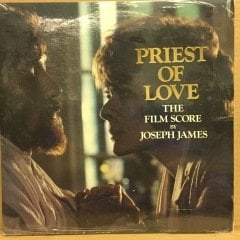 PRIEST
OF
LOVE
THE
FILM SCORE
BY
JOSEPH JAMES